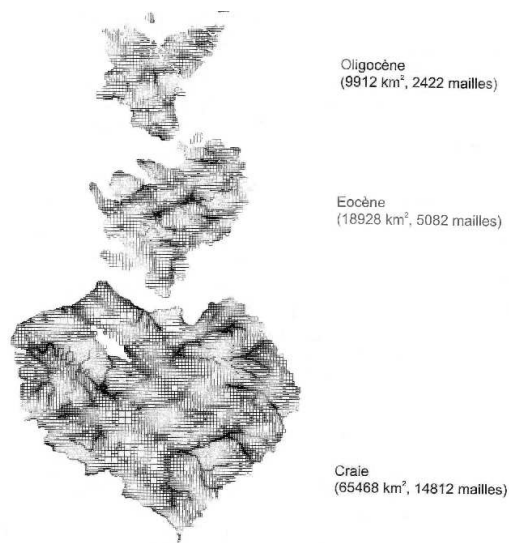 Oligocène
(9912 km², 2422 mailles)
Eocène
(18928 km², 5082 mailles)
Craie
(65468 km², 14812 mailles)